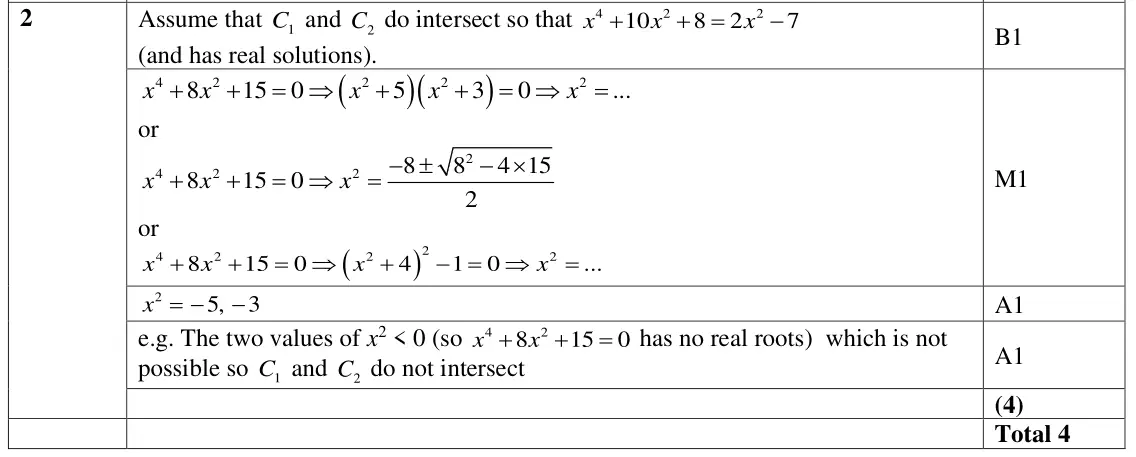 2 Assume that C₁ and C₂ do intersect so that x⁴ + 10x² + 8 = 2x² − 7
(and has real solutions). B1
x⁴ + 8x² + 15 = 0 ⇒ (x² + 5)(x² + 3) = 0 ⇒ x² = ...
or
x⁴ + 8x² + 15 = 0 ⇒ x² = (−8 ± √(8² − 4×15))/2 M1
or
x⁴ + 8x² + 15 = 0 ⇒ (x² + 4)² − 1 = 0 ⇒ x² = ...
x² = −5, −3 A1
e.g. The two values of x² < 0 (so x⁴ + 8x² + 15 = 0 has no real roots) which is not
possible so C₁ and C₂ do not intersect A1
(4)
Total 4